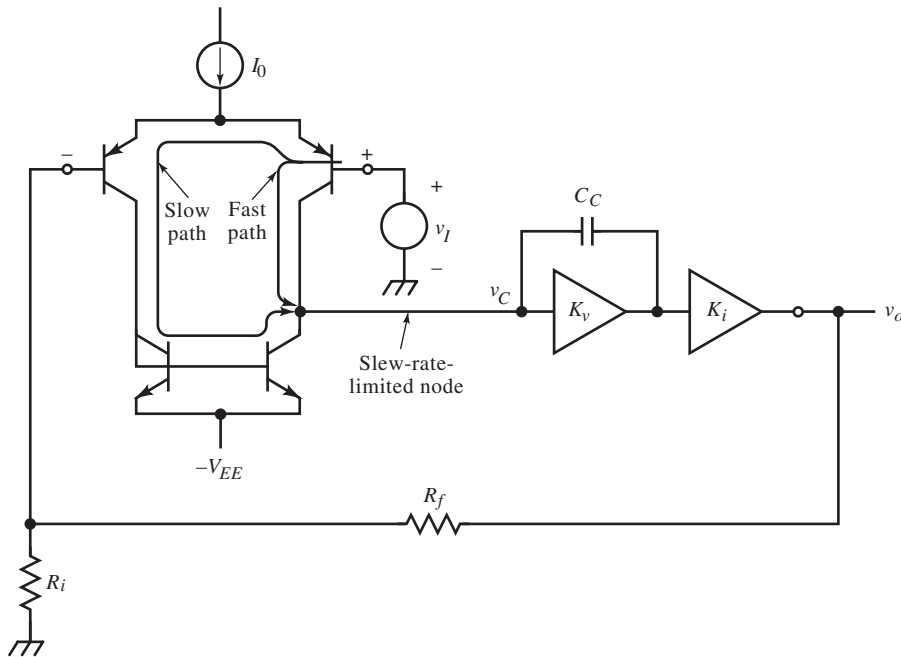 I0
−
+
Slow
path
Fast
path
+
vI
−
CC
vC
Kv
Ki
vo
Slew-rate-
limited node
−VEE
Rf
Ri